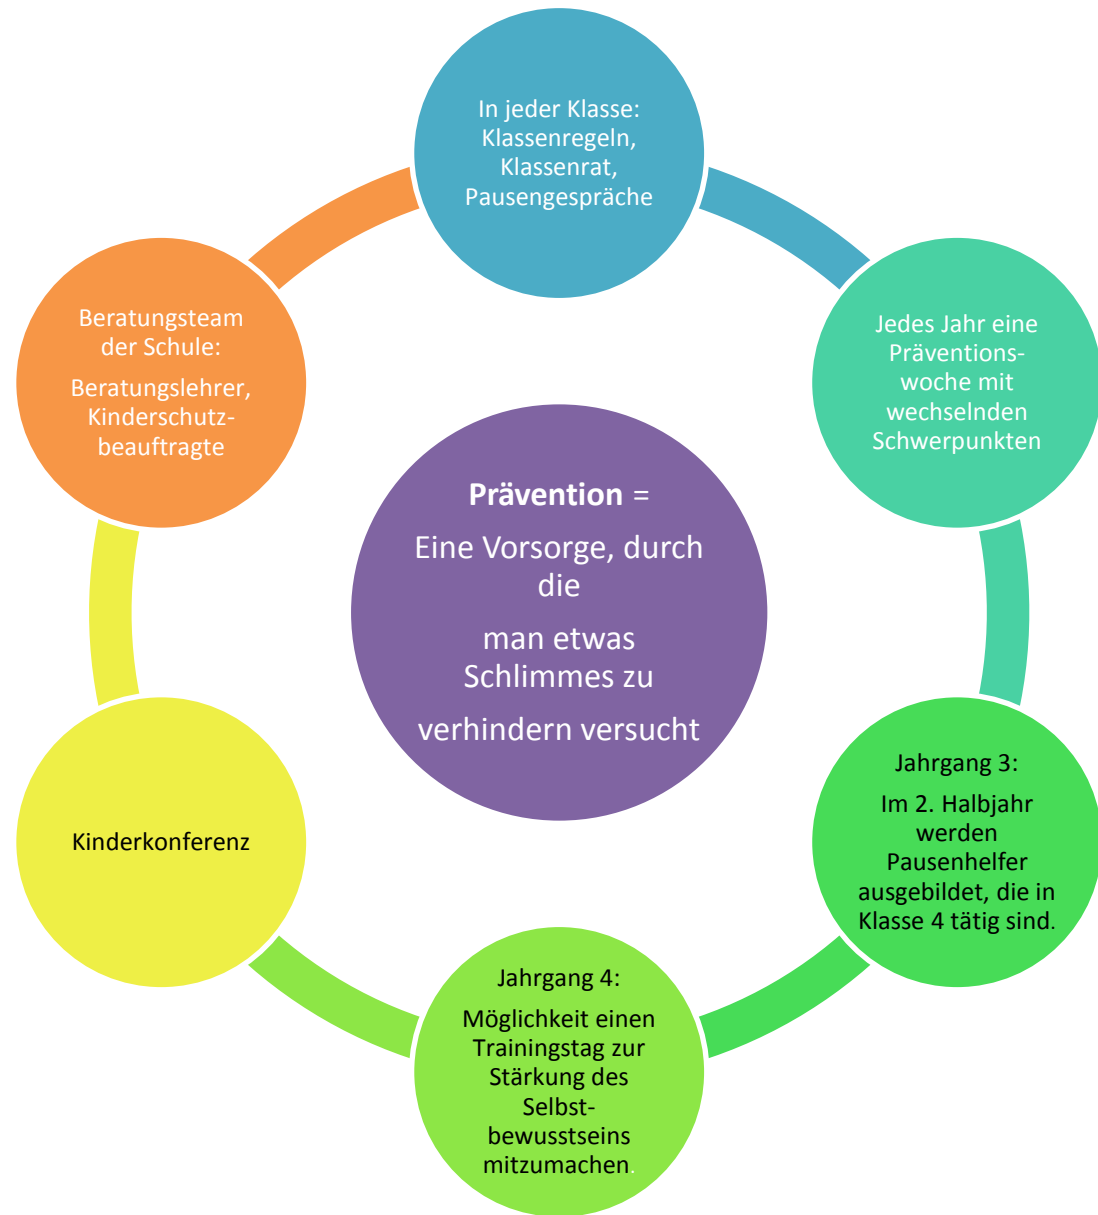 In jeder Klasse:
Klassenregeln,
Klassenrat,
Pausengespräche
Jedes Jahr eine
Präventions-
woche mit
wechselnden
Schwerpunkten
Jahrgang 3:
Im 2. Halbjahr
werden
Pausenhelfer
ausgebildet, die in
Klasse 4 tätig sind.
Jahrgang 4:
Möglichkeit einen
Trainingstag zur
Stärkung des
Selbst-
bewusstseins
mitzumachen.
Kinderkonferenz
Beratungsteam
der Schule:
Beratungslehrer,
Kinderschutz-
beauftragte
Prävention =
Eine Vorsorge, durch
die
man etwas
Schlimmes zu
verhindern versucht